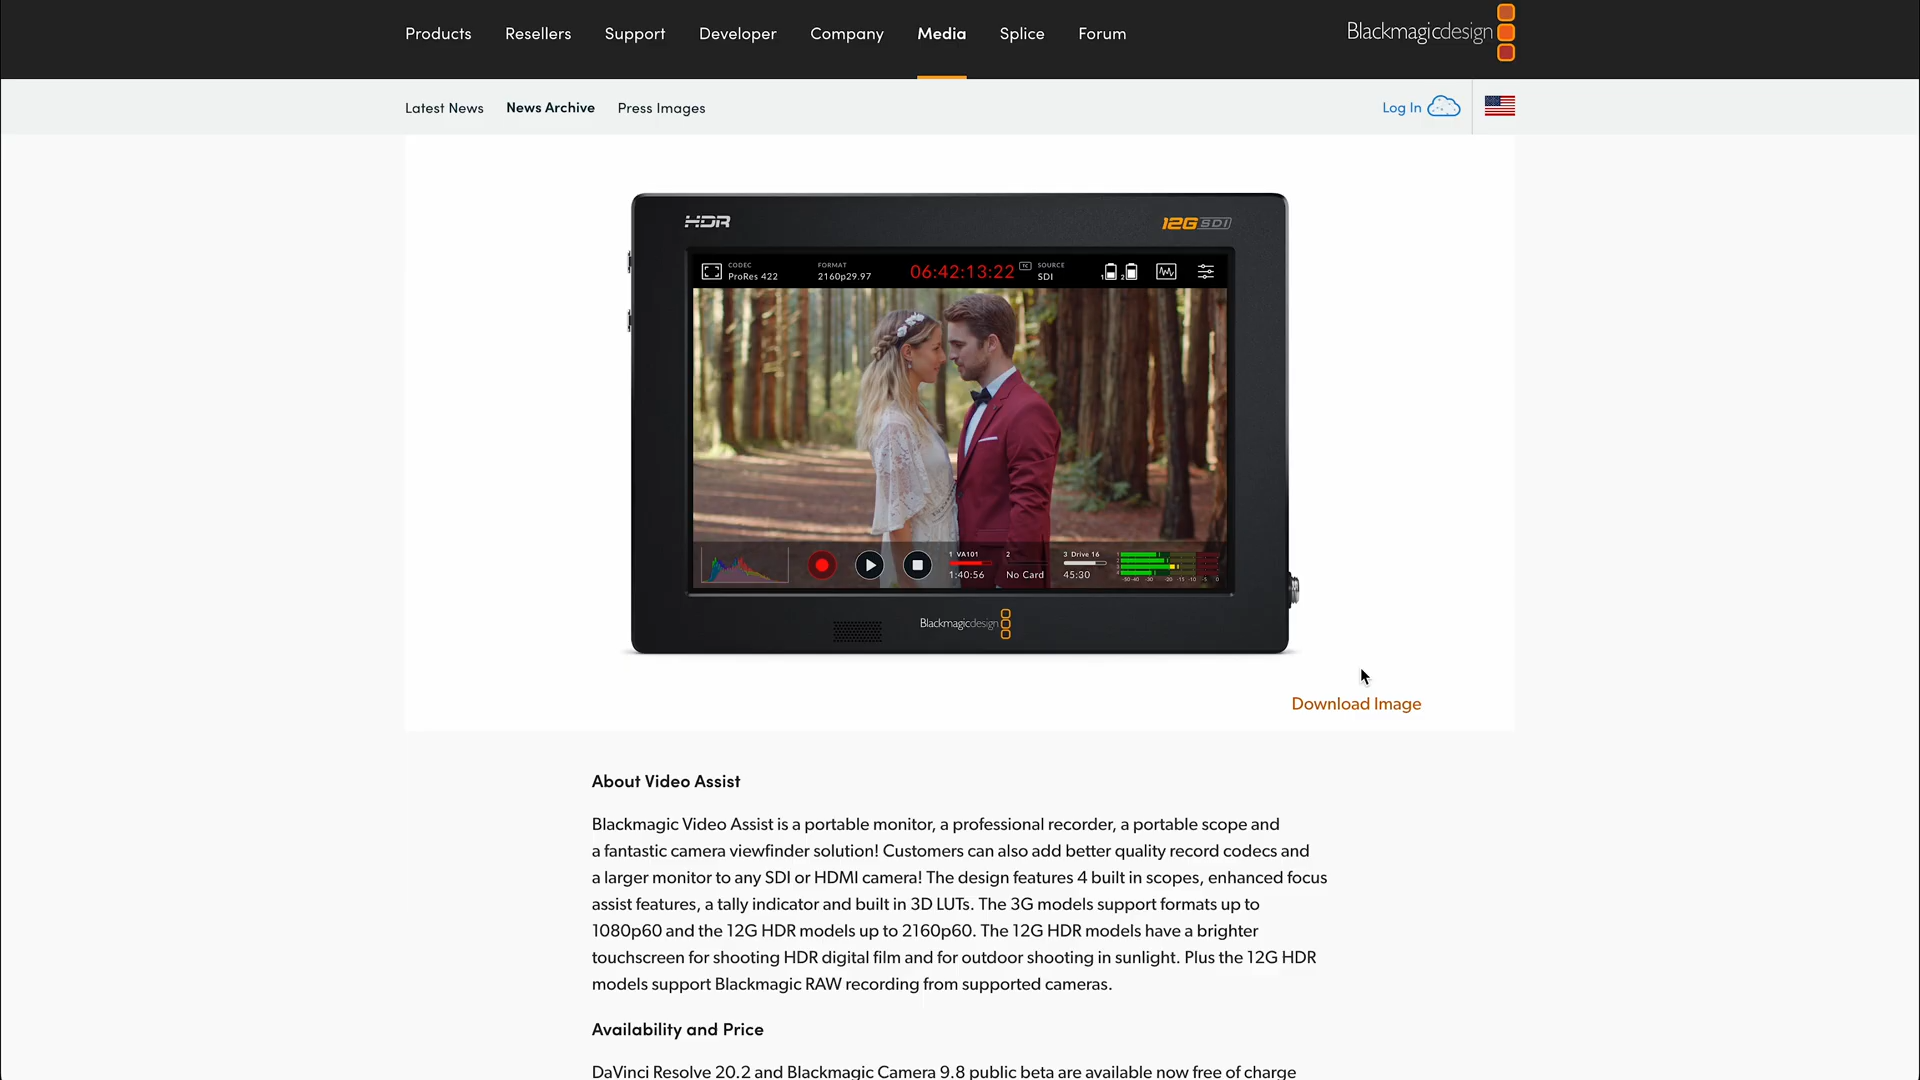 Products Resellers Support Developer Company Media Splice Forum
Blackmagicdesign
Latest News News Archive Press Images
Log In
HDR
12G SDI
CODEC FORMAT TC SOURCE
ProRes 422 2160p29.97 06:42:13:22 SDI
1 2
1 VA101 2 3 Drive 16
1:40:56 No Card 45:30
Blackmagicdesign
Download Image
About Video Assist
Blackmagic Video Assist is a portable monitor, a professional recorder, a portable scope and
a fantastic camera viewfinder solution! Customers can also add better quality record codecs and
a larger monitor to any SDI or HDMI camera! The design features 4 built in scopes, enhanced focus
assist features, a tally indicator and built in 3D LUTs. The 3G models support formats up to
1080p60 and the 12G HDR models up to 2160p60. The 12G HDR models have a brighter
touchscreen for shooting HDR digital film and for outdoor shooting in sunlight. Plus the 12G HDR
models support Blackmagic RAW recording from supported cameras.
Availability and Price
DaVinci Resolve 20.2 and Blackmagic Camera 9.8 public beta are available now free of charge